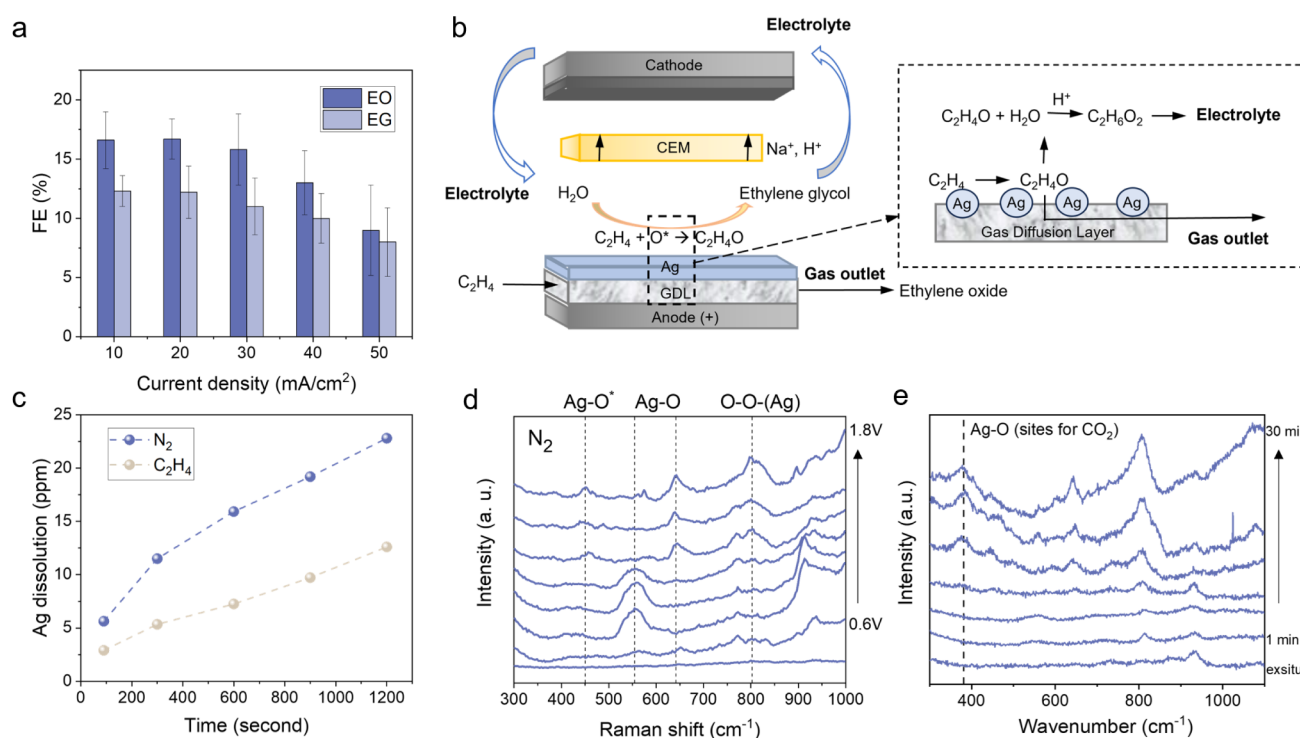 a
EO
EG
FE (%)
20
15
10
5
0
10 20 30 40 50
Current density (mA/cm²)
b
Electrolyte
Cathode
CEM
Na⁺, H⁺
Electrolyte
H₂O
Ethylene glycol
C₂H₄ + O* → C₂H₄O
Ag
C₂H₄
GDL
Gas outlet
Ethylene oxide
Anode (+)
H⁺
C₂H₄O + H₂O → C₂H₆O₂ → Electrolyte
C₂H₄ → C₂H₄O
Ag Ag Ag Ag
Gas Diffusion Layer
Gas outlet
c
N₂
C₂H₄
Ag dissolution (ppm)
25
20
15
10
5
0
0 200 400 600 800 1000 1200
Time (second)
d
Ag-O* Ag-O O-O-(Ag)
N₂
1.8V
0.6V
Intensity (a. u.)
300 400 500 600 700 800 900 1000
Raman shift (cm⁻¹)
e
Ag-O (sites for CO₂)
30 mi
1 min
exsitu
Intensity (a.u.)
400 600 800 1000
Wavenumber (cm⁻¹)